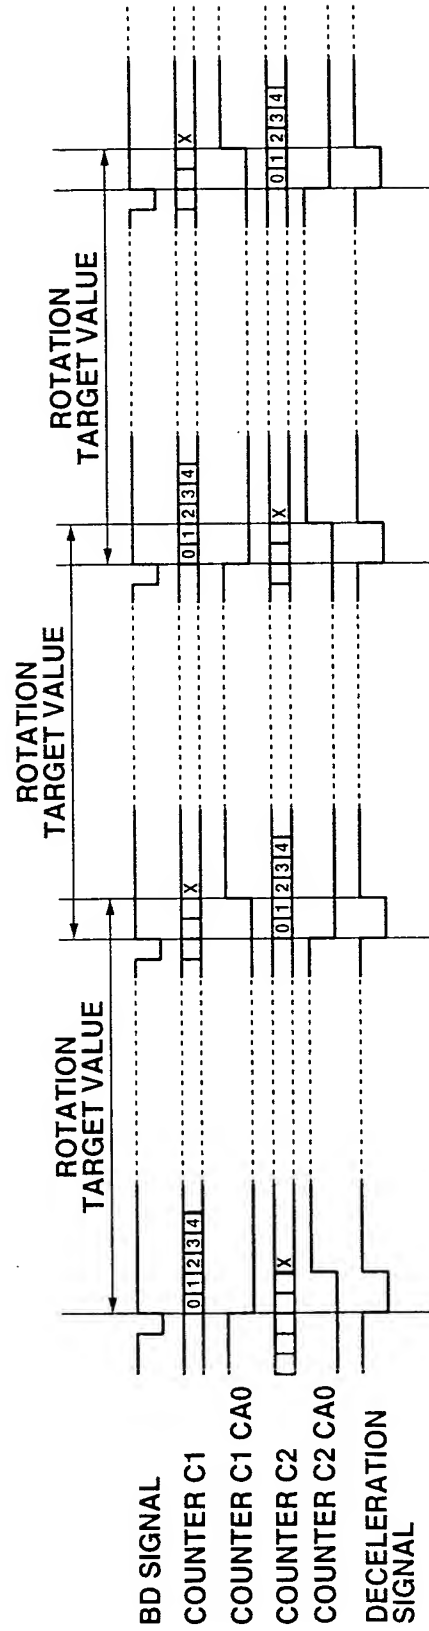 ROTATION
TARGET VALUE
ROTATION
TARGET VALUE
ROTATION
TARGET VALUE
BD SIGNAL
COUNTER C1
0 1 2 3 4
X
0 1 2 3 4
X
COUNTER C1 CA0
COUNTER C2
X
0 1 2 3 4
X
0 1 2 3 4
COUNTER C2 CA0
DECELERATION
SIGNAL